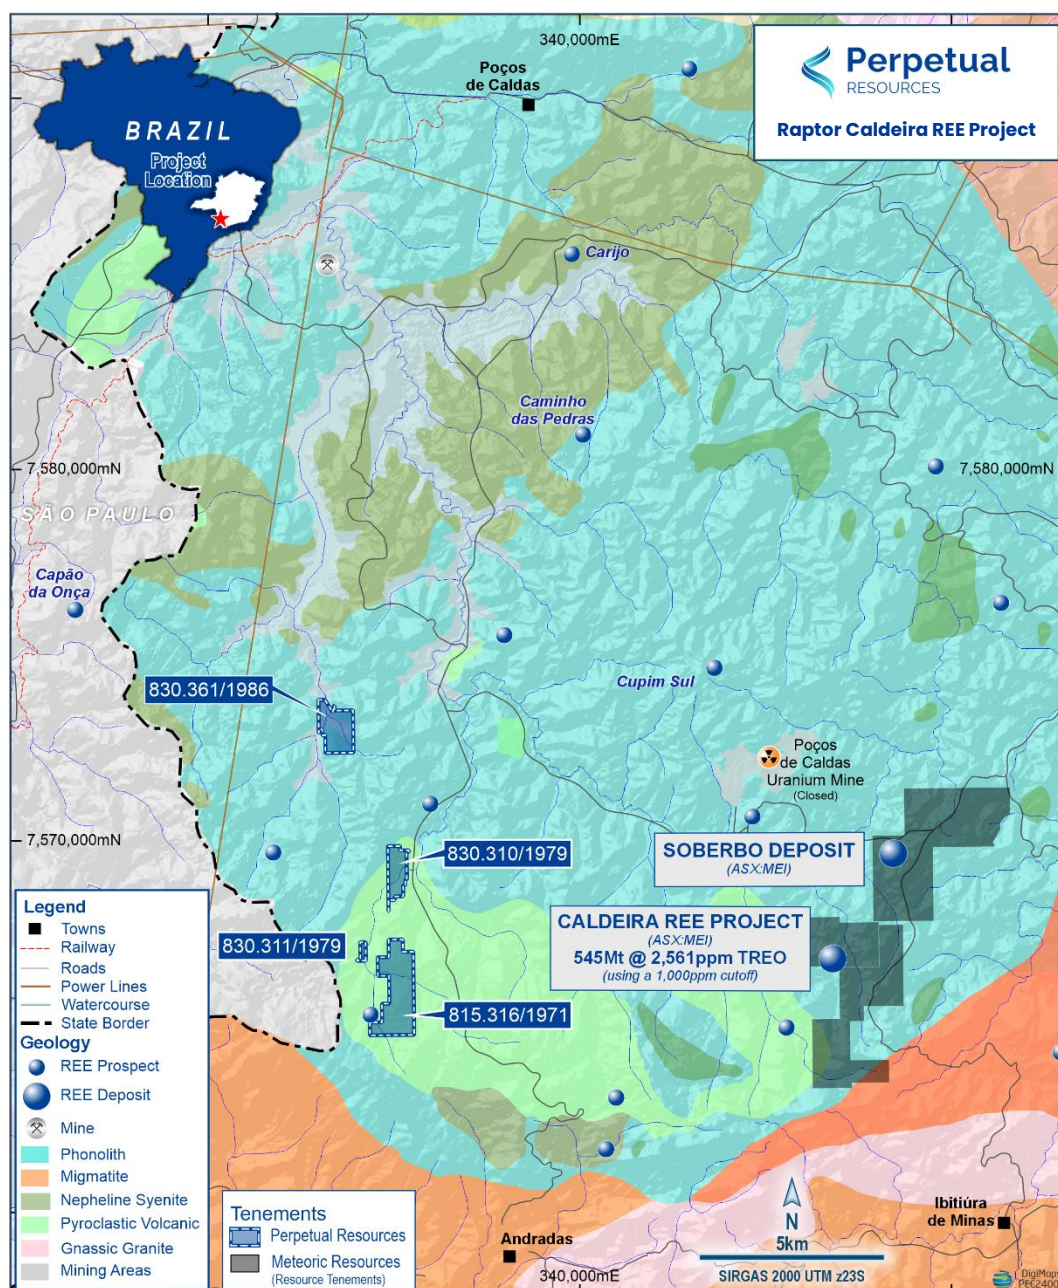 340,000mE
Perpetual
RESOURCES
Raptor Caldeira REE Project
Poços
de Caldas
BRAZIL
Project
Location
Carijo
Caminho
das Pedras
7,580,000mN
7,580,000mN
SÃO PAULO
Capão
da Onça
830.361/1986
Cupim Sul
Poços
de Caldas
Uranium Mine
(Closed)
7,570,000mN
830.310/1979
SOBERBO DEPOSIT
(ASX:MEI)
CALDEIRA REE PROJECT
(ASX:MEI)
545Mt @ 2,561ppm TREO
(using a 1,000ppm cutoff)
830.311/1979
815.316/1971
Legend
Towns
Railway
Roads
Power Lines
Watercourse
State Border
Geology
REE Prospect
REE Deposit
Mine
Phonolith
Migmatite
Nepheline Syenite
Pyroclastic Volcanic
Gnassic Granite
Mining Areas
Tenements
Perpetual Resources
Meteoric Resources
(Resource Tenements)
Andradas
Ibitiúra
de Minas
N
5km
SIRGAS 2000 UTM z23S
340,000mE
DigiMaps